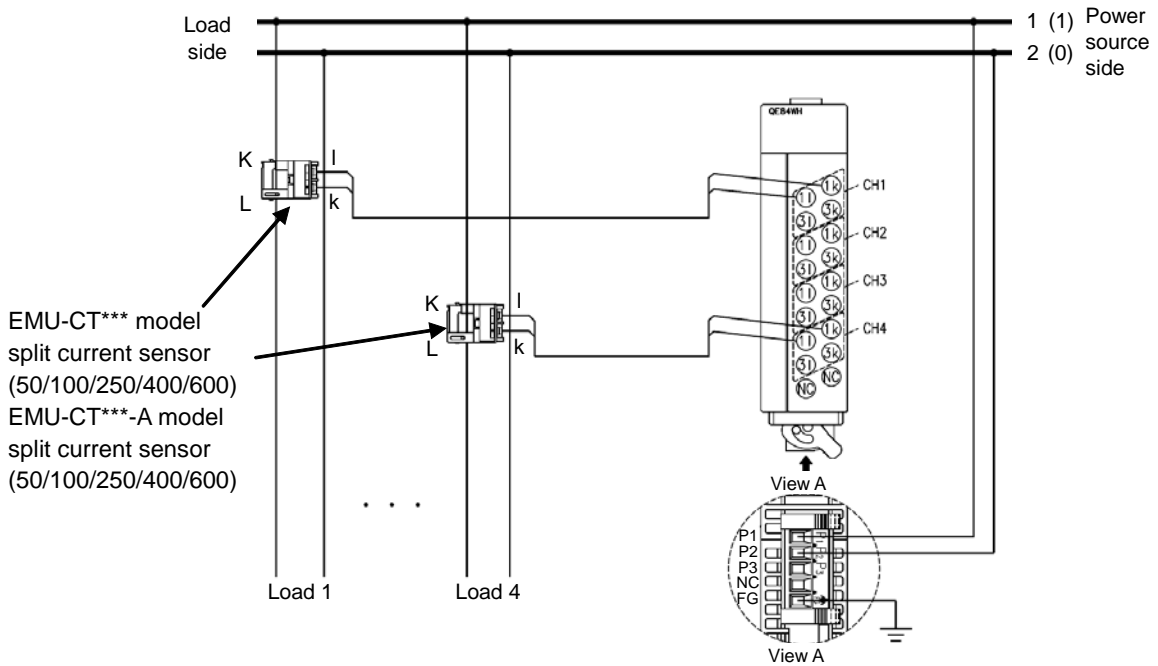 Load
side
1 (1)
2 (0)
Power
source
side
QE84WH
K
L
l
k
1k
1l
CH1
3k
3l
1k
1l
CH2
3k
3l
1k
1l
CH3
3k
3l
1k
1l
CH4
3k
3l
NC
NC
K
L
l
k
EMU-CT*** model
split current sensor
(50/100/250/400/600)
EMU-CT***-A model
split current sensor
(50/100/250/400/600)
. . .
Load 1
Load 4
View A
P1
P2
P3
NC
FG
P1
P2
P3
View A